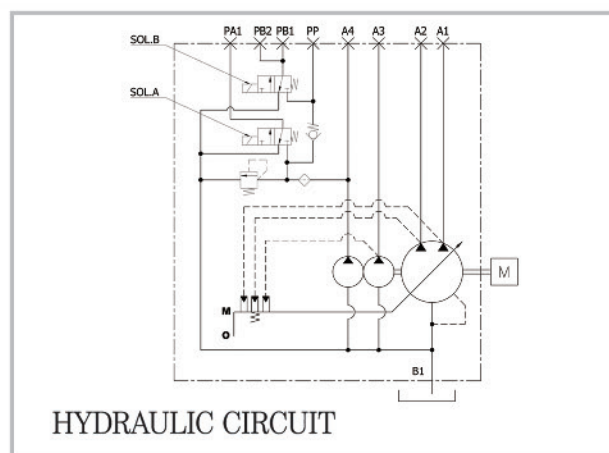 PA1 PB2 PB1 PP A4 A3 A2 A1
SOL.B
SOL.A
M
M
O
B1
HYDRAULIC CIRCUIT